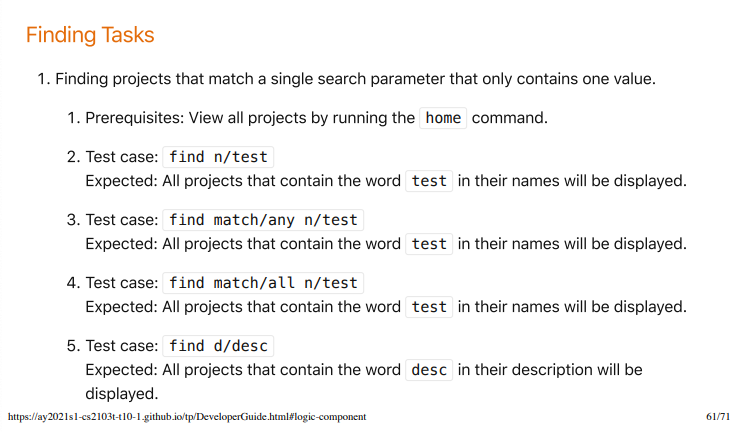 Finding Tasks
1. Finding projects that match a single search parameter that only contains one value.
1. Prerequisites: View all projects by running the home command.
2. Test case: find n/test
Expected: All projects that contain the word test in their names will be displayed.
3. Test case: find match/any n/test
Expected: All projects that contain the word test in their names will be displayed.
4. Test case: find match/all n/test
Expected: All projects that contain the word test in their names will be displayed.
5. Test case: find d/desc
Expected: All projects that contain the word desc in their description will be
displayed.
https://ay2021s1-cs2103t-t10-1.github.io/tp/DeveloperGuide.html#logic-component 61/71